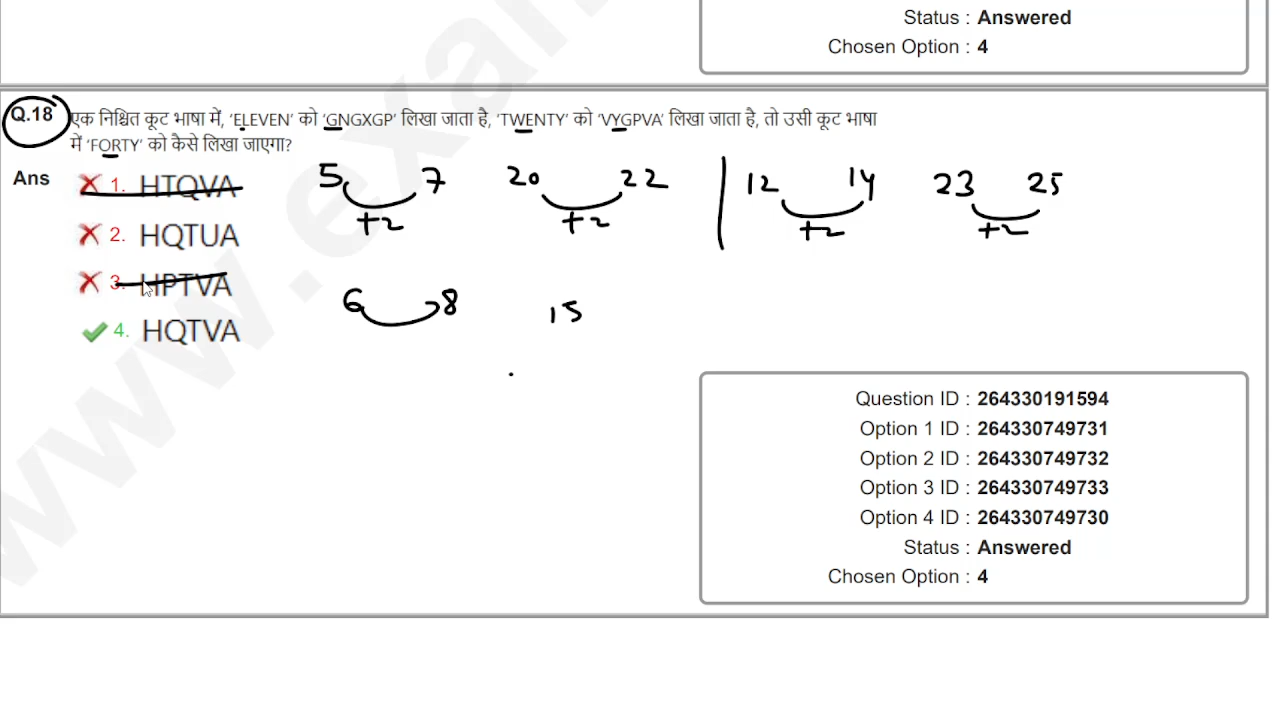 Status : Answered
Chosen Option : 4
Q.18 एक निश्चित कूट भाषा में, 'ELEVEN' को 'GNGXGP' लिखा जाता है, 'TWENTY' को 'VYGPVA' लिखा जाता है, तो उसी कूट भाषा
में 'FORTY' को कैसे लिखा जाएगा?
Ans
1. HTQVA
2. HQTUA
3. HPTVA
4. HQTVA
5 7 20 22 12 14 23 25
+2 +2 +2 +2
6 8 15
Question ID : 264330191594
Option 1 ID : 264330749731
Option 2 ID : 264330749732
Option 3 ID : 264330749733
Option 4 ID : 264330749730
Status : Answered
Chosen Option : 4
www.exam